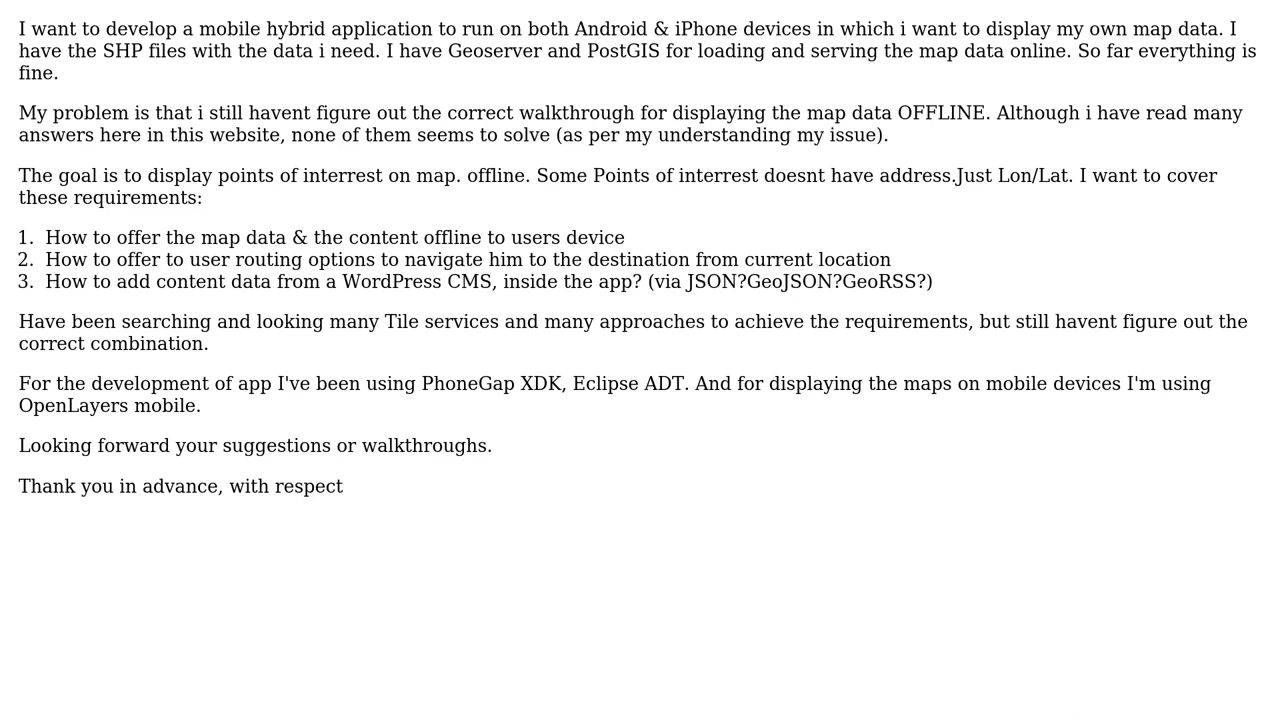 I want to develop a mobile hybrid application to run on both Android & iPhone devices in which i want to display my own map data. I
have the SHP files with the data i need. I have Geoserver and PostGIS for loading and serving the map data online. So far everything is
fine.
My problem is that i still havent figure out the correct walkthrough for displaying the map data OFFLINE. Although i have read many
answers here in this website, none of them seems to solve (as per my understanding my issue).
The goal is to display points of interrest on map. offline. Some Points of interrest doesnt have address.Just Lon/Lat. I want to cover
these requirements:
1. How to offer the map data & the content offline to users device
2. How to offer to user routing options to navigate him to the destination from current location
3. How to add content data from a WordPress CMS, inside the app? (via JSON?GeoJSON?GeoRSS?)
Have been searching and looking many Tile services and many approaches to achieve the requirements, but still havent figure out the
correct combination.
For the development of app I've been using PhoneGap XDK, Eclipse ADT. And for displaying the maps on mobile devices I'm using
OpenLayers mobile.
Looking forward your suggestions or walkthroughs.
Thank you in advance, with respect